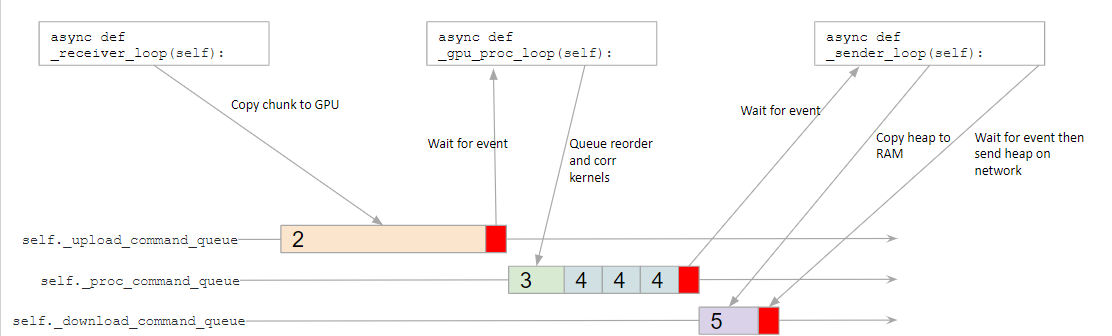 async def
_receiver_loop(self):
async def
_gpu_proc_loop(self):
async def
_sender_loop(self):
Copy chunk to GPU
Wait for event
Queue reorder
and corr
kernels
Wait for event
Copy heap to
RAM
Wait for event then
send heap on
network
self._upload_command_queue
2
self._proc_command_queue
3 4 4 4
self._download_command_queue
5